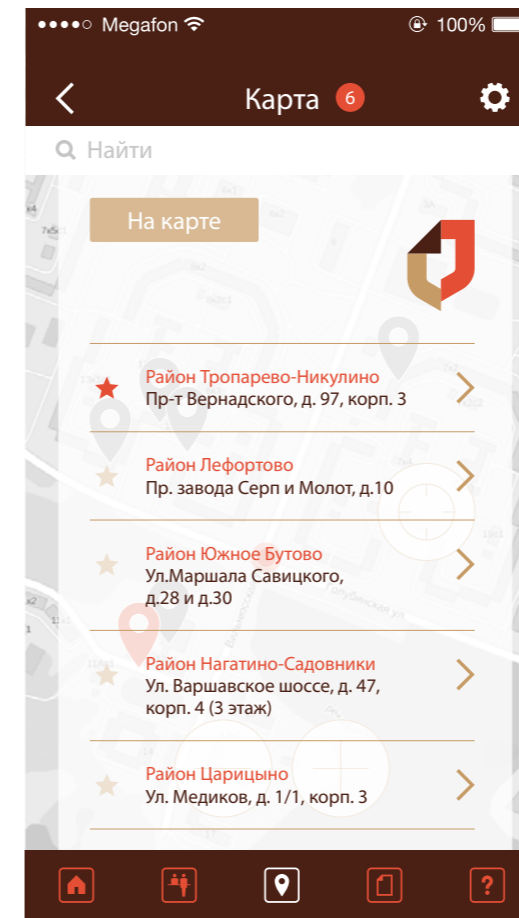 Megafon
100%
Карта 6
Найти
На карте
Район Тропарево-Никулино
Пр-т Вернадского, д. 97, корп. 3
Район Лефортово
Пр. завода Серп и Молот, д.10
Район Южное Бутово
Ул.Маршала Савицкого,
д.28 и д.30
Район Нагатино-Садовники
Ул. Варшавское шоссе, д. 47,
корп. 4 (3 этаж)
Район Царицыно
Ул. Медиков, д. 1/1, корп. 3
?